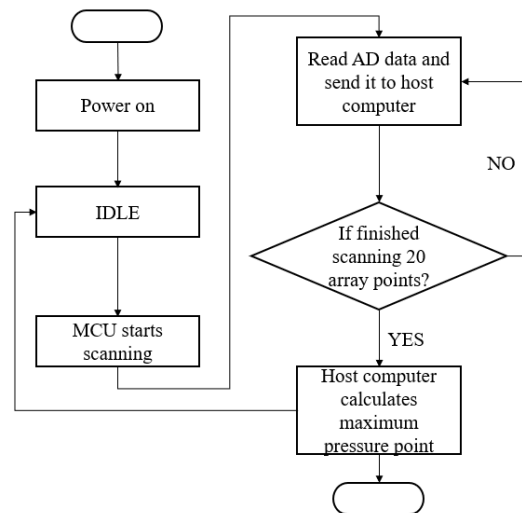 Power on
IDLE
MCU starts
scanning
Read AD data and
send it to host
computer
NO
If finished
scanning 20
array points?
YES
Host computer
calculates
maximum
pressure point